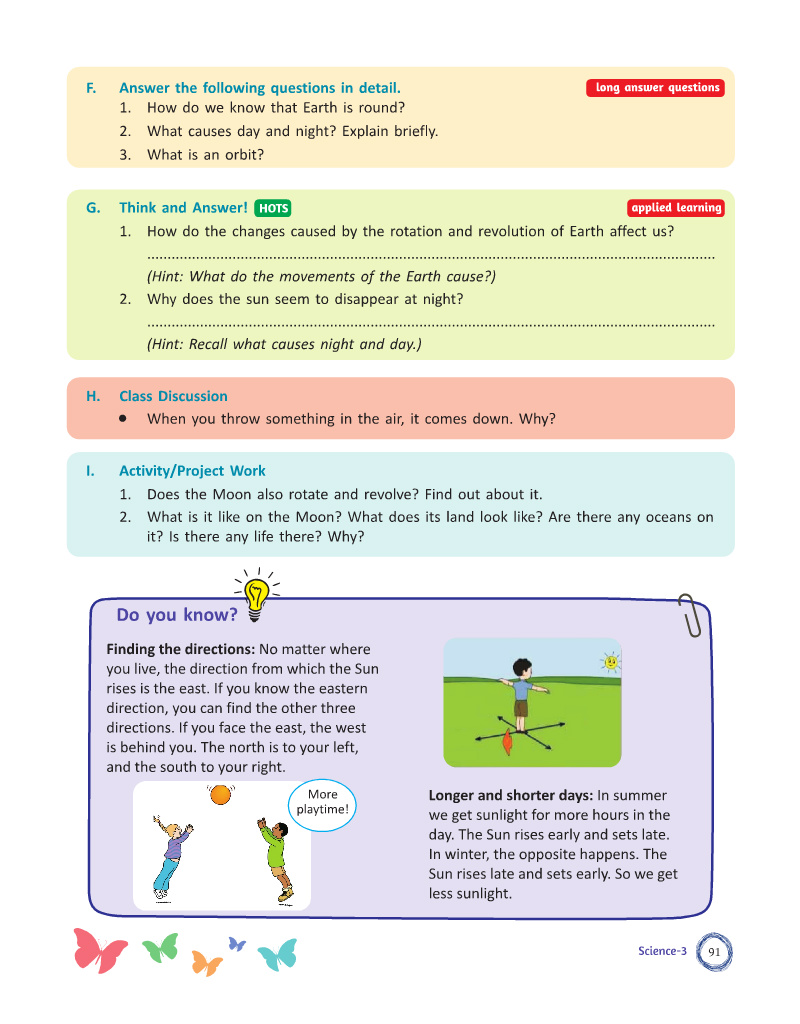 F. Answer the following questions in detail. long answer questions
1. How do we know that Earth is round?
2. What causes day and night? Explain briefly.
3. What is an orbit?
G. Think and Answer! HOTS applied learning
1. How do the changes caused by the rotation and revolution of Earth affect us?
(Hint: What do the movements of the Earth cause?)
2. Why does the sun seem to disappear at night?
(Hint: Recall what causes night and day.)
H. Class Discussion
• When you throw something in the air, it comes down. Why?
I. Activity/Project Work
1. Does the Moon also rotate and revolve? Find out about it.
2. What is it like on the Moon? What does its land look like? Are there any oceans on
it? Is there any life there? Why?
Do you know?
Finding the directions: No matter where
you live, the direction from which the Sun
rises is the east. If you know the eastern
direction, you can find the other three
directions. If you face the east, the west
is behind you. The north is to your left,
and the south to your right.
More
playtime!
Longer and shorter days: In summer
we get sunlight for more hours in the
day. The Sun rises early and sets late.
In winter, the opposite happens. The
Sun rises late and sets early. So we get
less sunlight.
Science-3 91